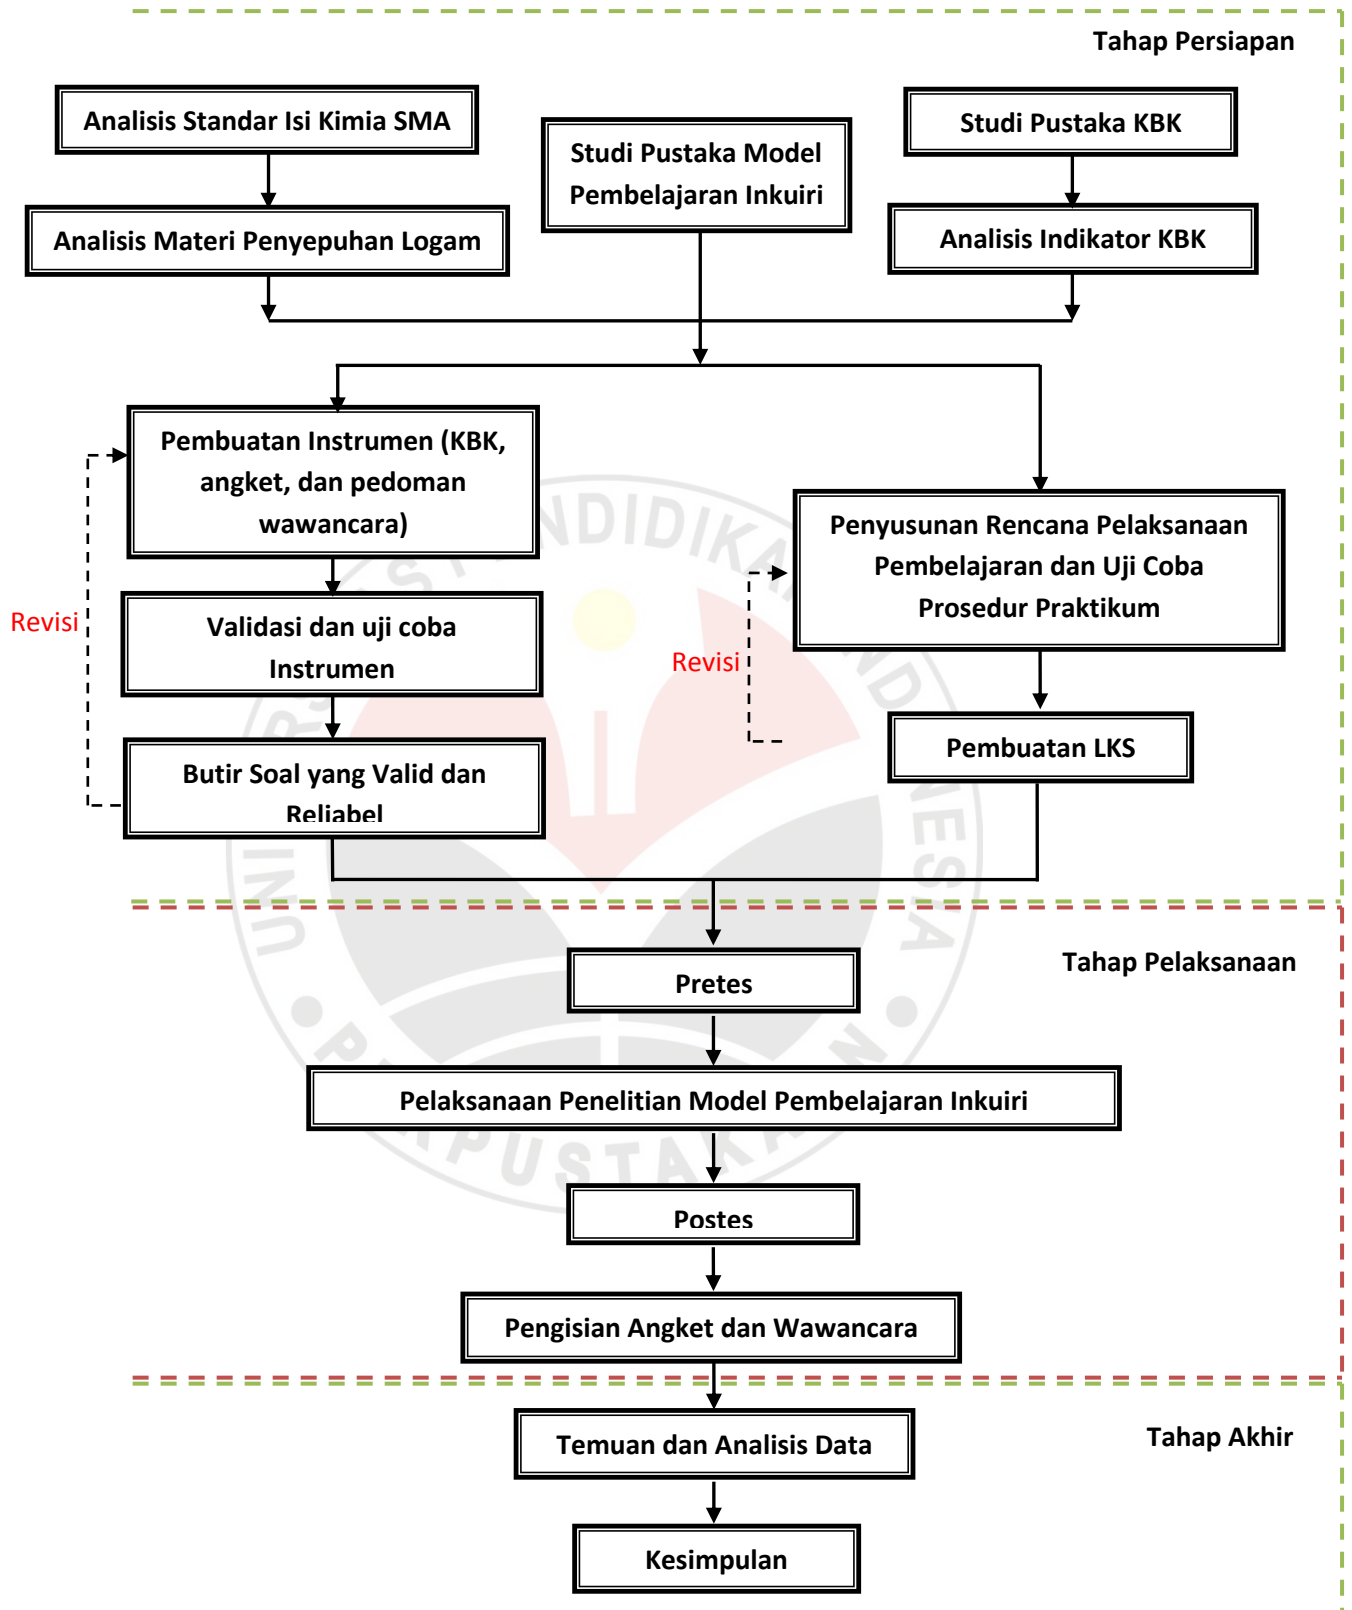 Tahap Persiapan
Analisis Standar Isi Kimia SMA
Studi Pustaka Model
Pembelajaran Inkuiri
Studi Pustaka KBK
Analisis Materi Penyepuhan Logam
Analisis Indikator KBK
Pembuatan Instrumen (KBK,
angket, dan pedoman
wawancara)
Penyusunan Rencana Pelaksanaan
Pembelajaran dan Uji Coba
Prosedur Praktikum
Revisi
Validasi dan uji coba
Instrumen
Revisi
Pembuatan LKS
Butir Soal yang Valid dan
Reliabel
Tahap Pelaksanaan
Pretes
Pelaksanaan Penelitian Model Pembelajaran Inkuiri
Postes
Pengisian Angket dan Wawancara
Tahap Akhir
Temuan dan Analisis Data
Kesimpulan